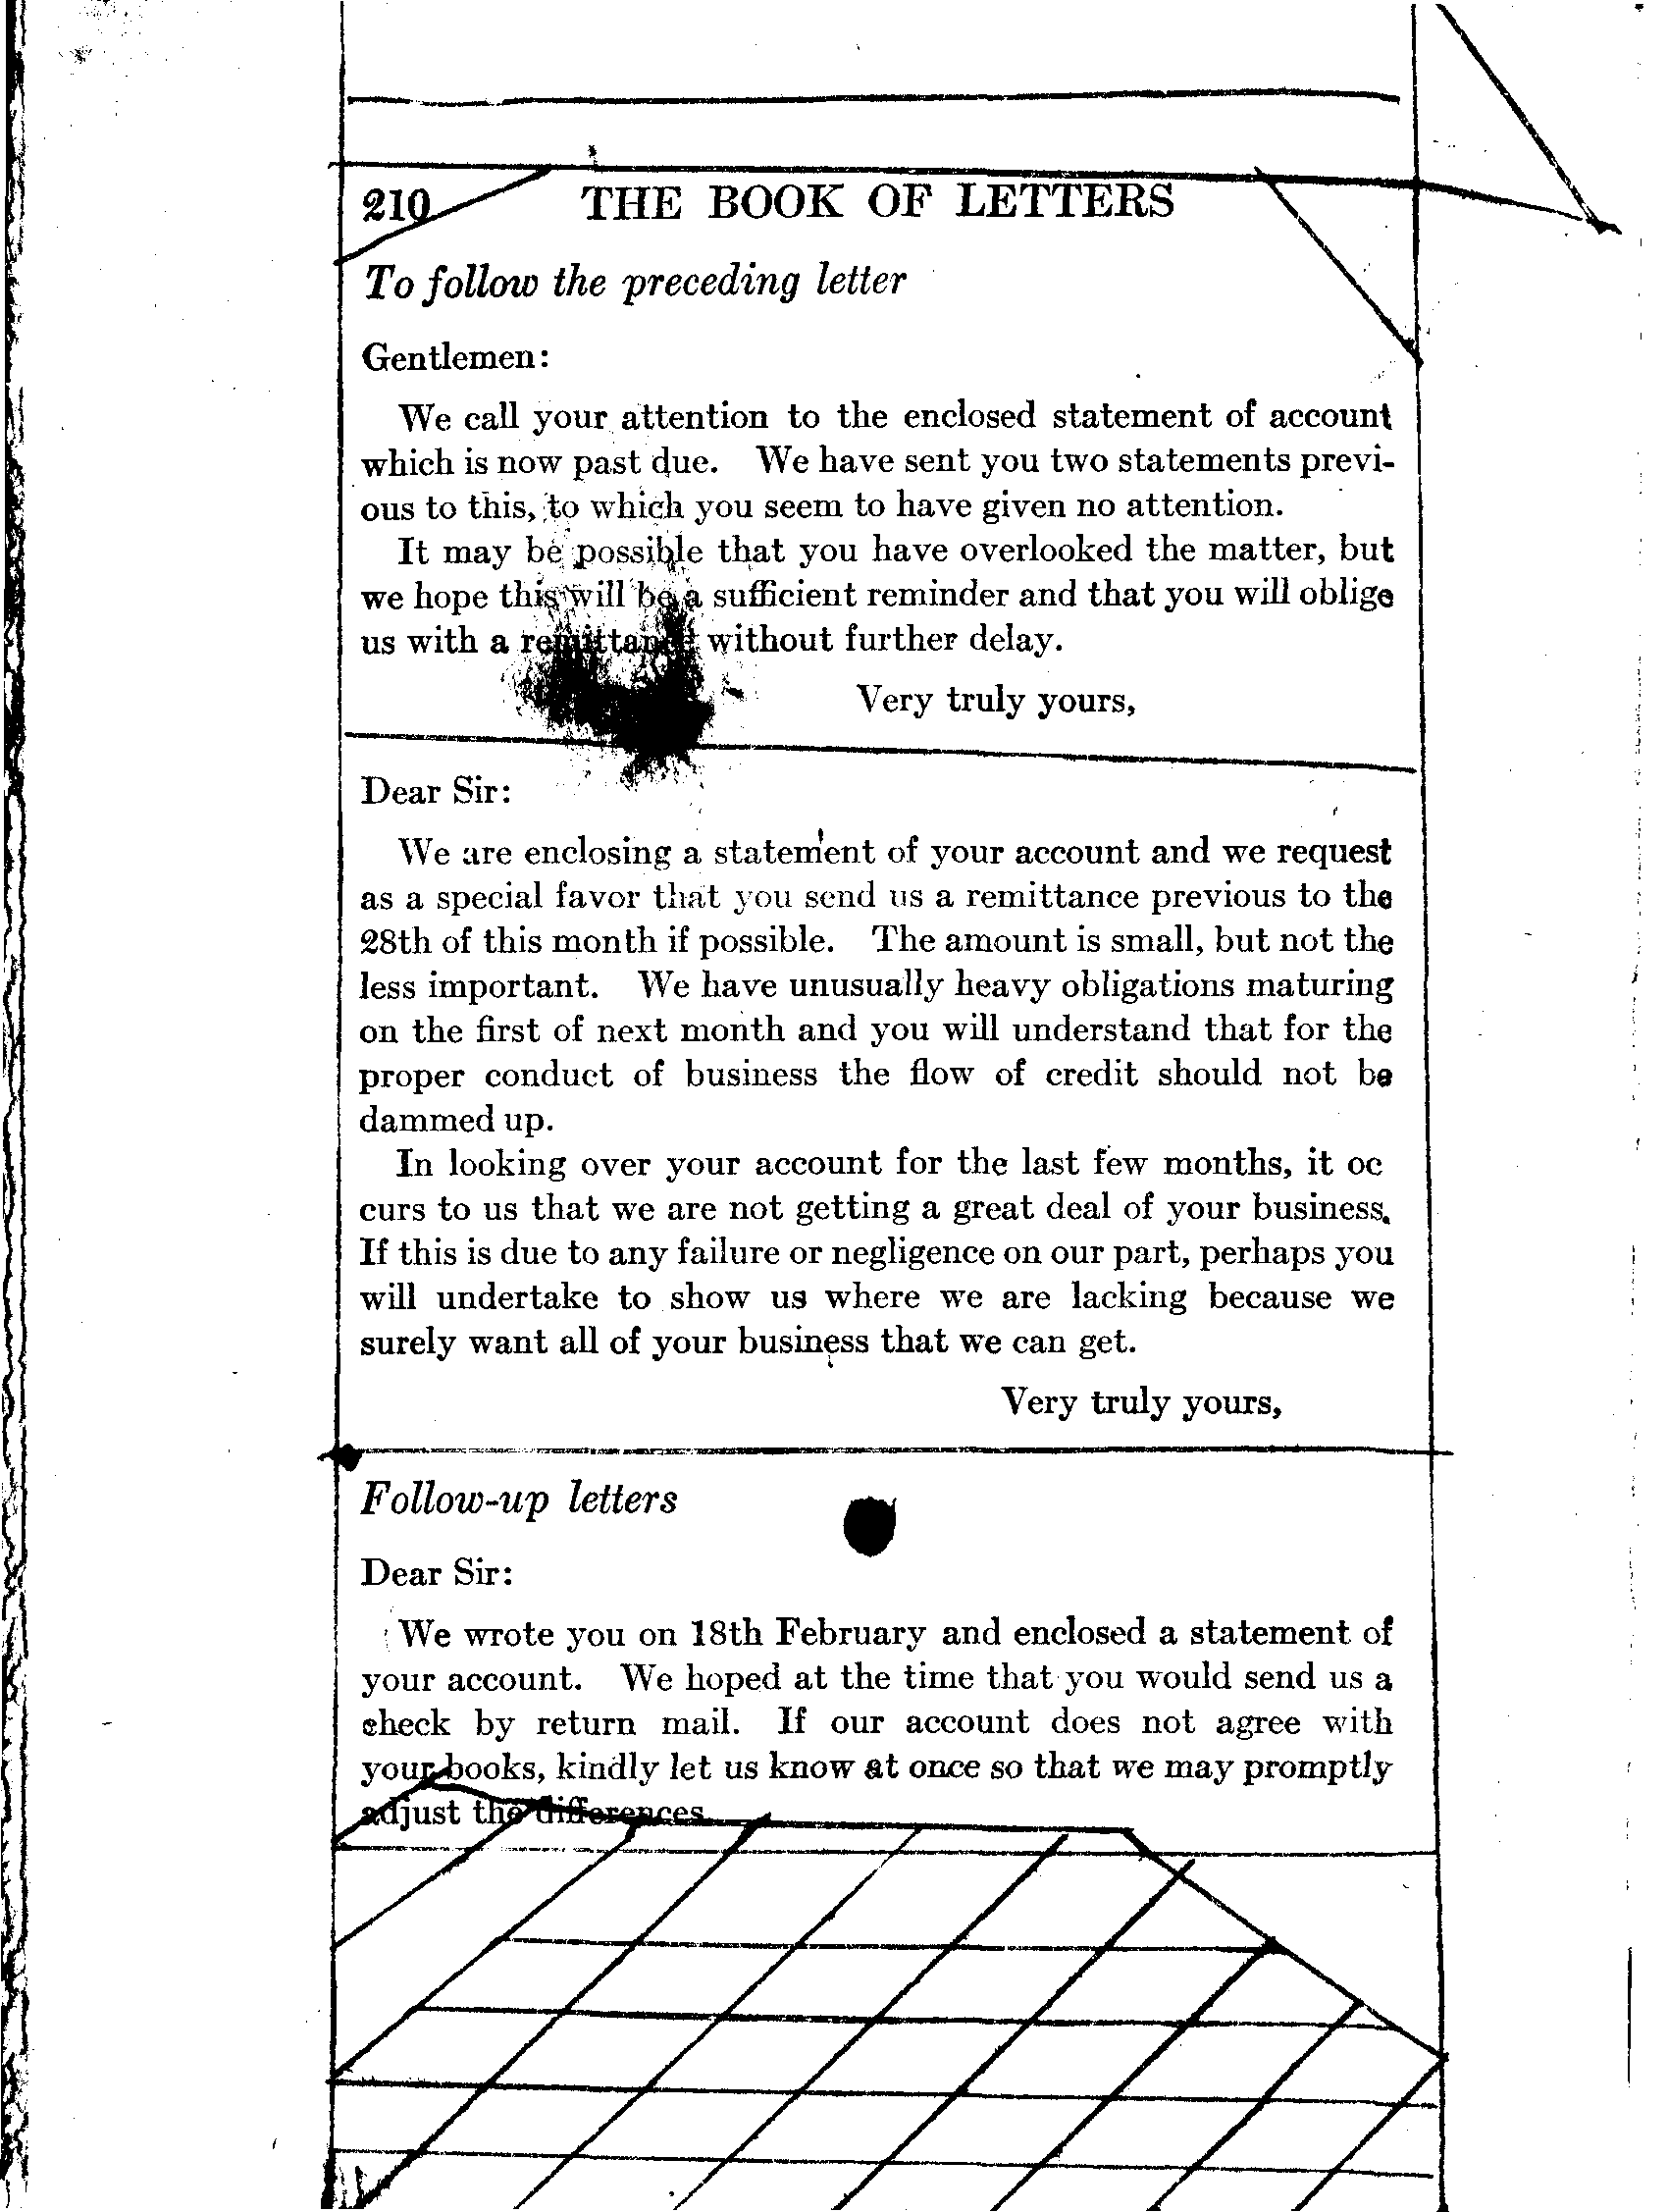 210 THE BOOK OF LETTERS
To follow the preceding letter
Gentlemen:
We call your attention to the enclosed statement of account
which is now past due. We have sent you two statements previ-
ous to this, to which you seem to have given no attention.
It may be possible that you have overlooked the matter, but
we hope this will be a sufficient reminder and that you will oblige
us with a remittance without further delay.
Very truly yours,
Dear Sir:
We are enclosing a statement of your account and we request
as a special favor that you send us a remittance previous to the
28th of this month if possible. The amount is small, but not the
less important. We have unusually heavy obligations maturing
on the first of next month and you will understand that for the
proper conduct of business the flow of credit should not be
dammed up.
In looking over your account for the last few months, it oc
curs to us that we are not getting a great deal of your business.
If this is due to any failure or negligence on our part, perhaps you
will undertake to show us where we are lacking because we
surely want all of your business that we can get.
Very truly yours,
Follow-up letters
Dear Sir:
We wrote you on 18th February and enclosed a statement of
your account. We hoped at the time that you would send us a
check by return mail. If our account does not agree with
your books, kindly let us know at once so that we may promptly
adjust the differences.